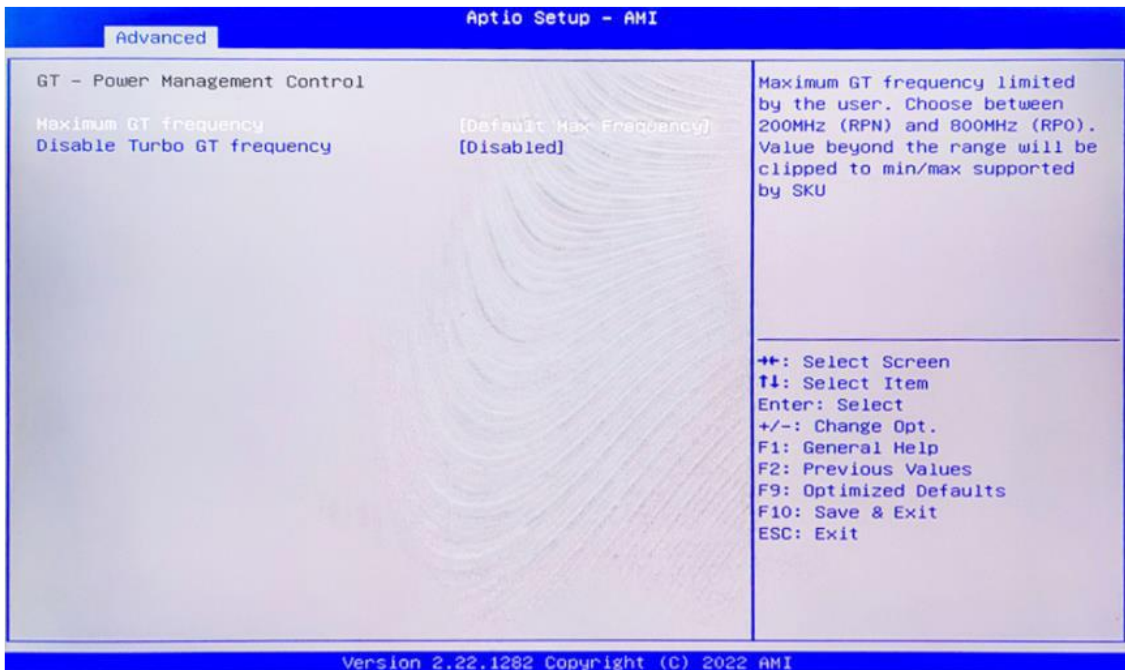 Aptio Setup - AMI
Advanced
GT - Power Management Control
Maximum GT frequency [Default Max Frequency]
Disable Turbo GT frequency [Disabled]
Maximum GT frequency limited
by the user. Choose between
200MHz (RPN) and 800MHz (RP0).
Value beyond the range will be
clipped to min/max supported
by SKU
→←: Select Screen
↑↓: Select Item
Enter: Select
+/-: Change Opt.
F1: General Help
F2: Previous Values
F9: Optimized Defaults
F10: Save & Exit
ESC: Exit
Version 2.22.1282 Copyright (C) 2022 AMI